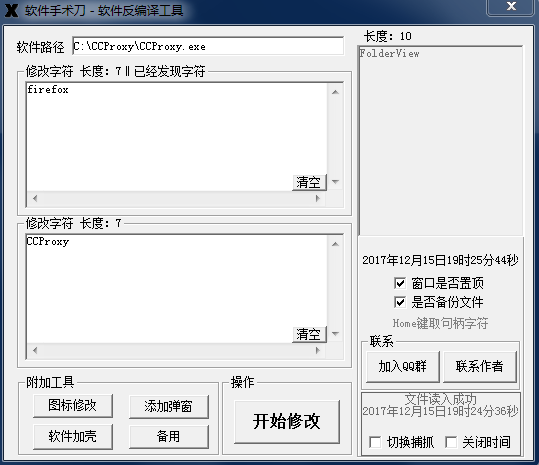 软件手术刀 - 软件反编译工具
软件路径 C:\CCProxy\CCProxy.exe
长度: 10
FolderView
修改字符 长度: 7 || 已经发现字符
firefox
清空
修改字符 长度: 7
CCProxy
清空
2017年12月15日19时25分44秒
窗口是否置顶
是否备份文件
Home键取句柄字符
联系
加入QQ群 联系作者
附加工具
图标修改 添加弹窗
软件加壳 备用
操作
开始修改
文件读入成功
2017年12月15日19时24分36秒
切换捕抓 关闭时间